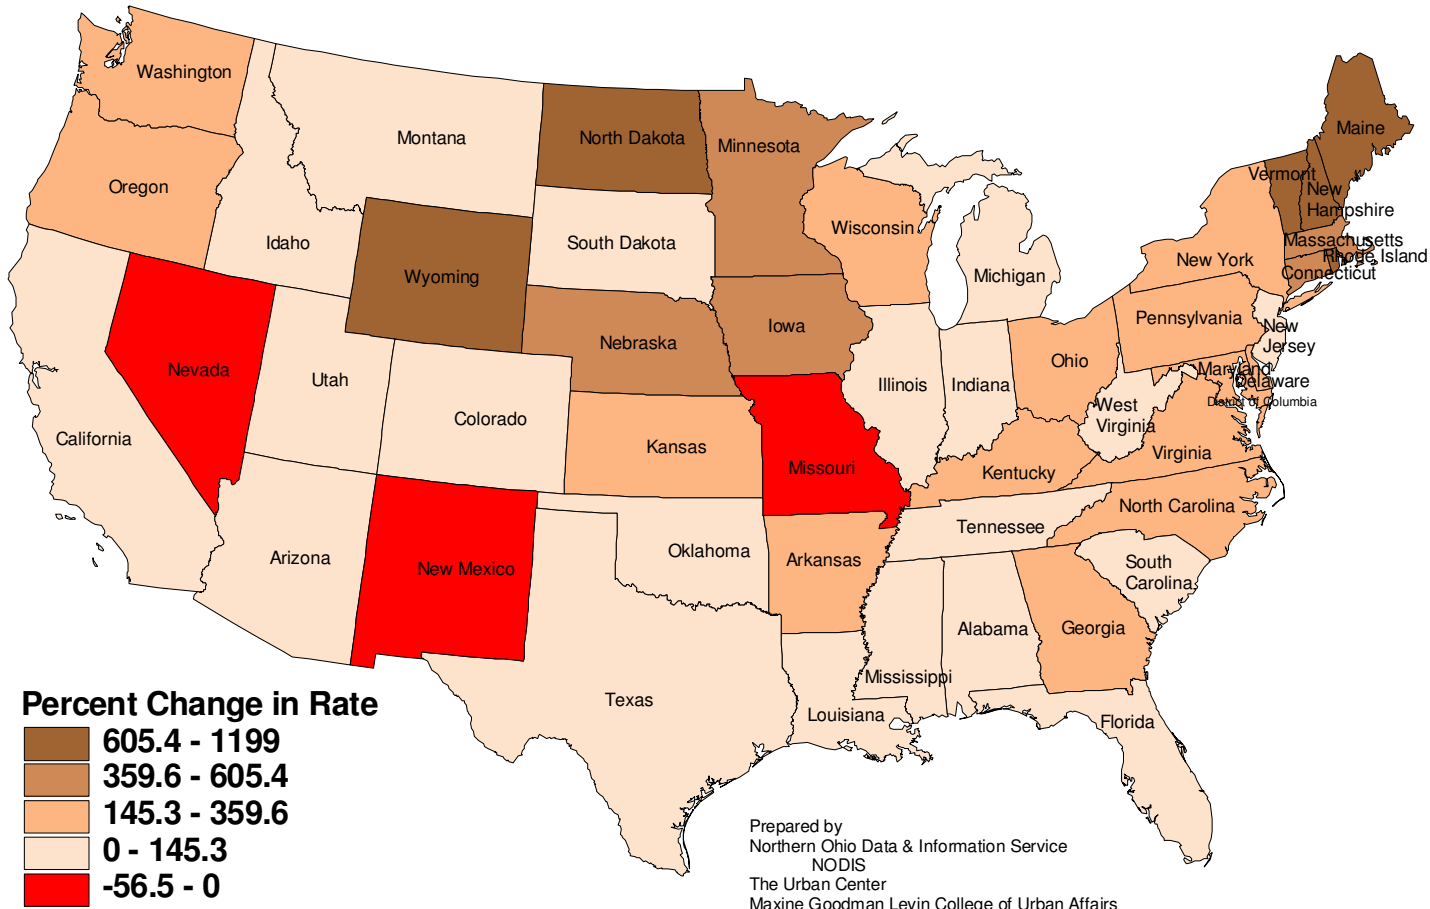 Washington
Oregon
Montana
Idaho
Wyoming
North Dakota
South Dakota
Minnesota
Wisconsin
Michigan
Maine
Vermont
New
Hampshire
Massachusetts
Rhode Island
Connecticut
New York
Pennsylvania
New
Jersey
Maryland
Delaware
District of Columbia
Nevada
Utah
California
Colorado
Nebraska
Iowa
Kansas
Missouri
Illinois
Indiana
Ohio
West
Virginia
Virginia
Kentucky
North Carolina
Tennessee
South
Carolina
Arizona
New Mexico
Oklahoma
Arkansas
Texas
Louisiana
Mississippi
Alabama
Georgia
Florida
Percent Change in Rate
605.4 - 1199
359.6 - 605.4
145.3 - 359.6
0 - 145.3
-56.5 - 0
Prepared by
Northern Ohio Data & Information Service
NODIS
The Urban Center
Maxine Goodman Levin College of Urban Affairs